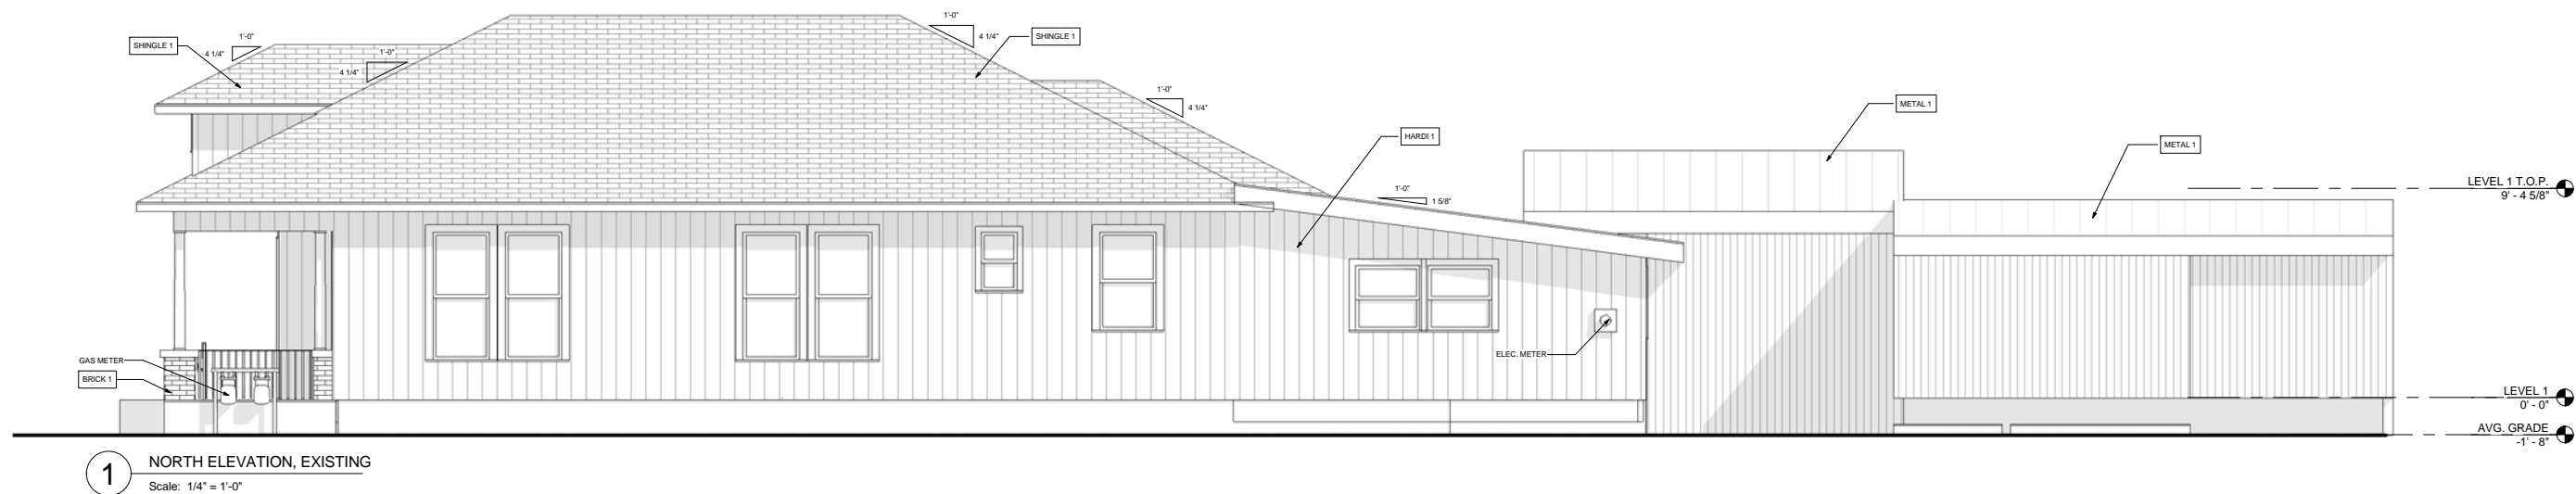 1'-0"
4 1/4"
SHINGLE 1
1'-0"
SHINGLE 1
4 1/4"
1'-0"
4 1/4"
1'-0"
4 1/4"
METAL 1
HARDI 1
METAL 1
1'-0"
1 5/8"
LEVEL 1 T.O.P.
9' - 4 5/8"
GAS METER
ELEC. METER
BRICK 1
LEVEL 1
0' - 0"
AVG. GRADE
-1' - 8"
1
NORTH ELEVATION, EXISTING
Scale: 1/4" = 1'-0"